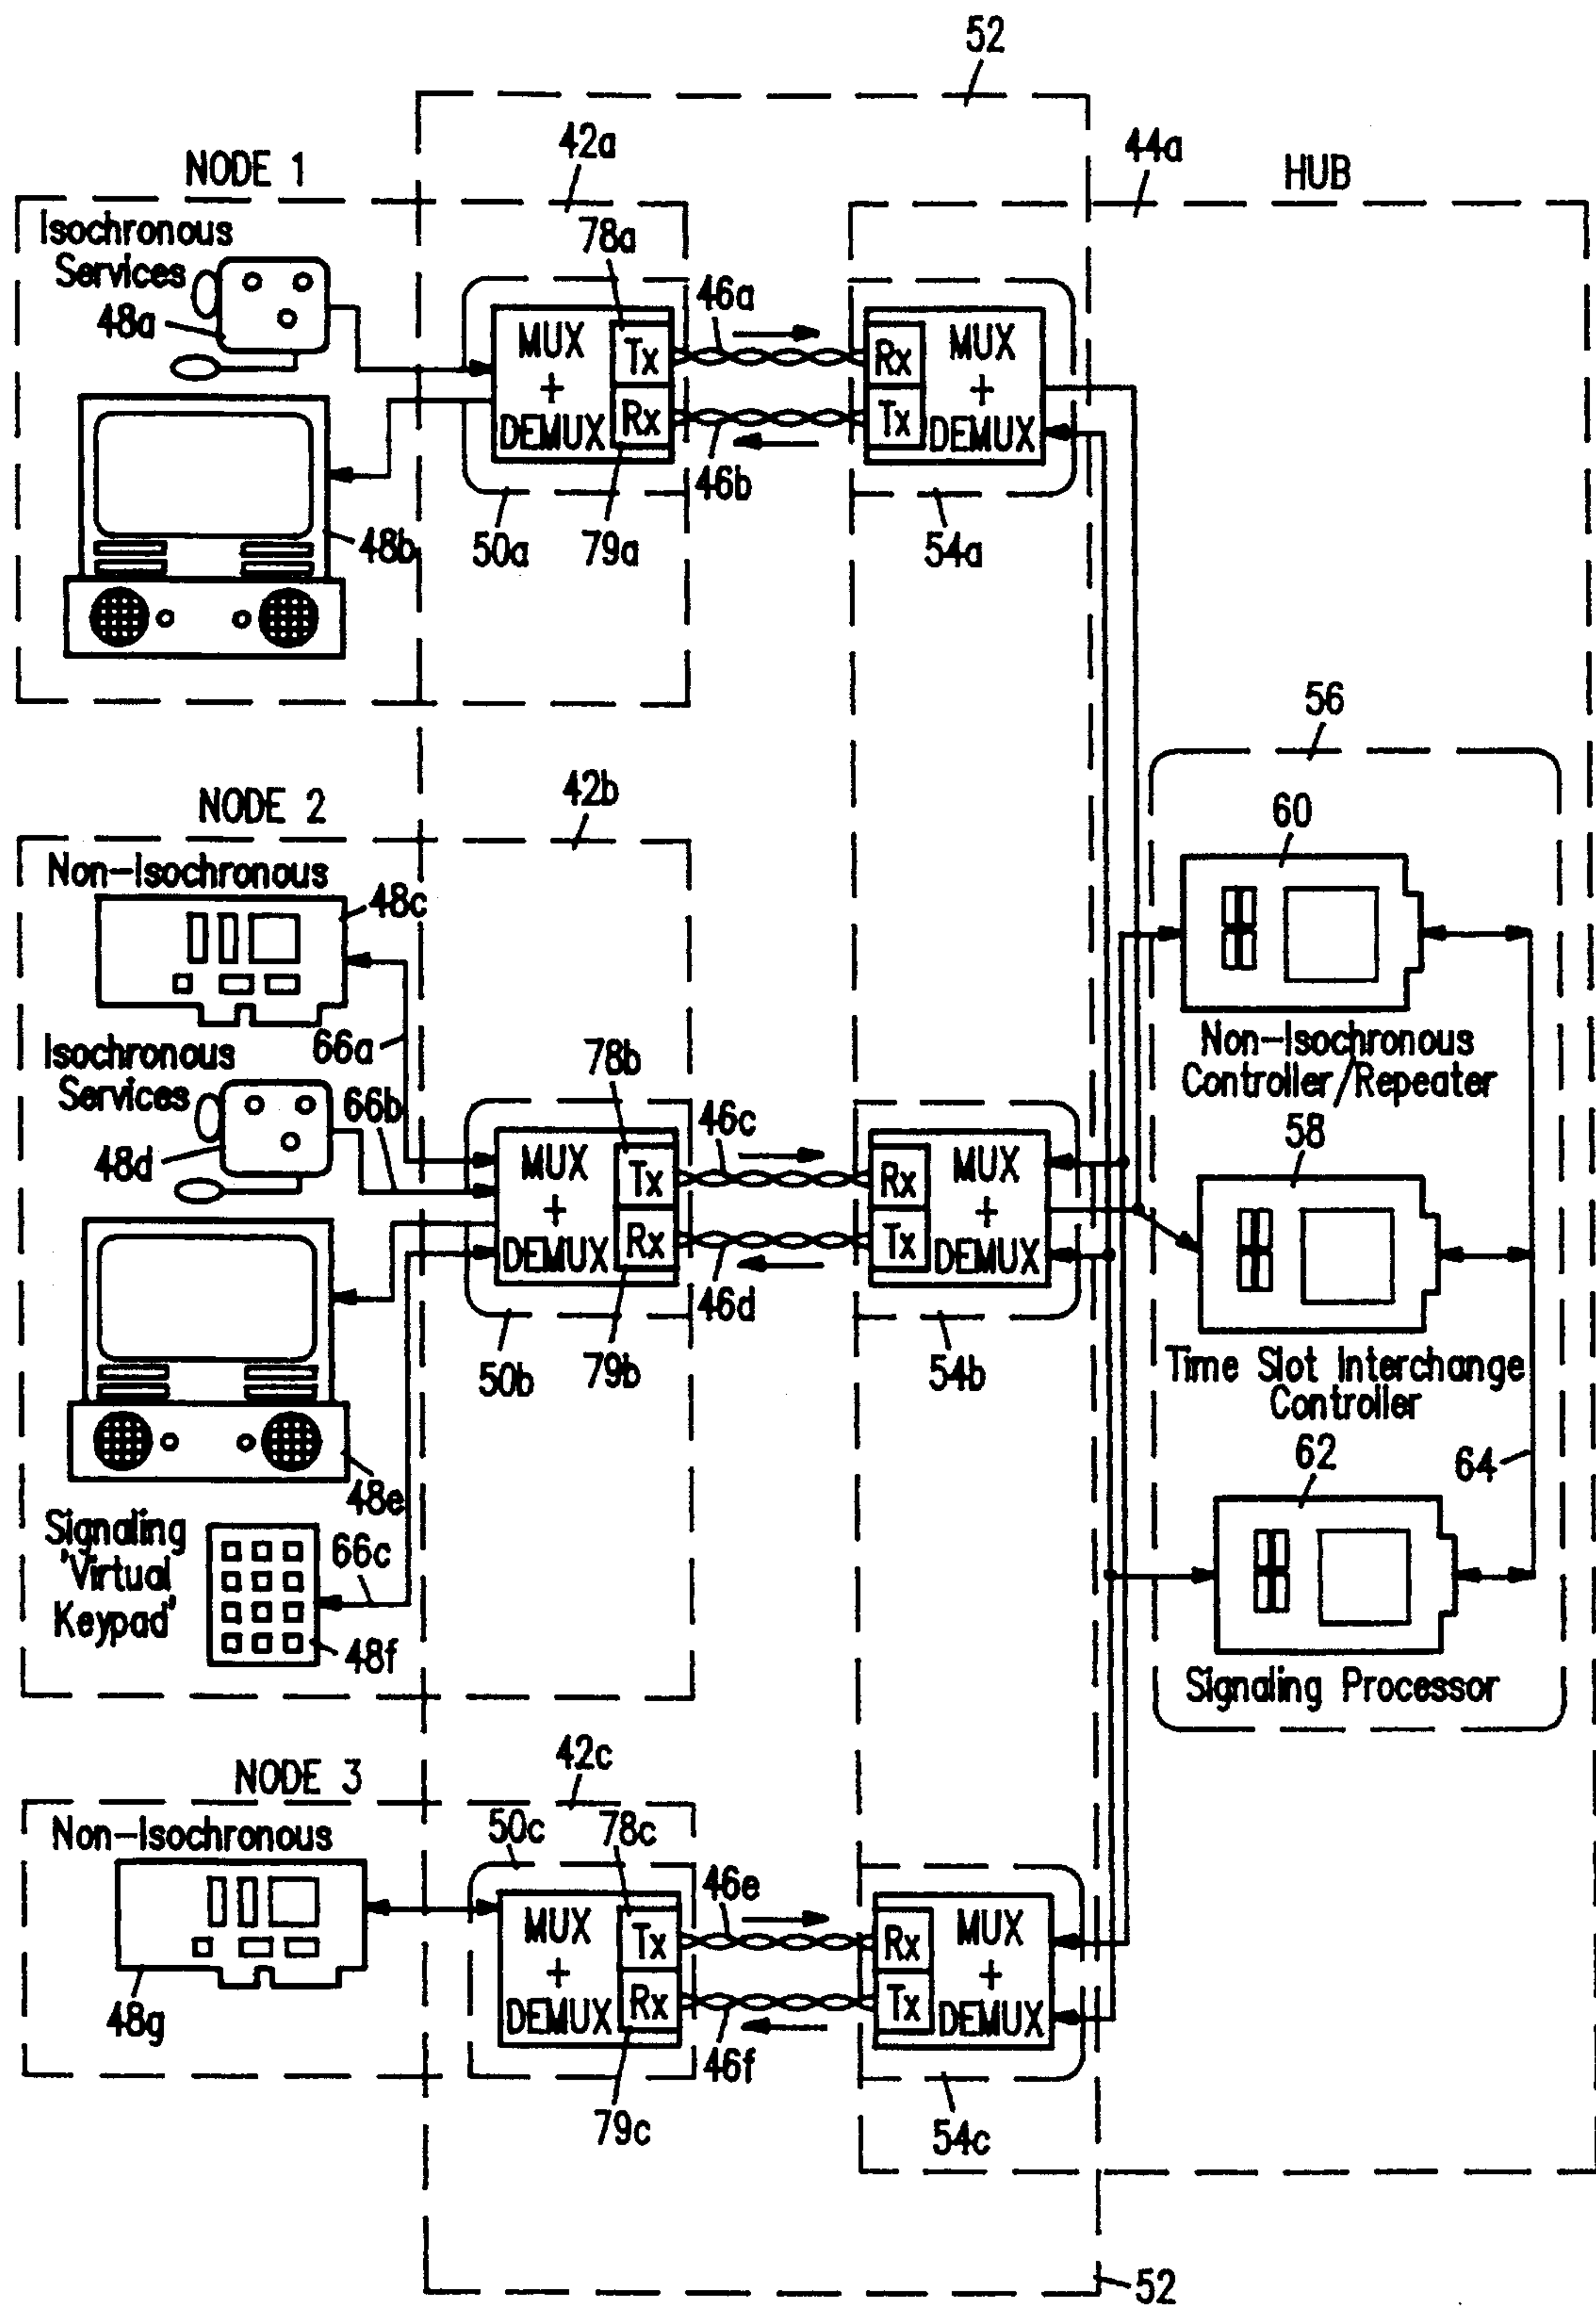 52
42a
44a
NODE 1
HUB
Isochronous
Services
48a
78a
46a
MUX
+
DEMUX
Tx
Rx
Rx
Tx
MUX
+
DEMUX
46b
48b
50a
79a
54a
56
NODE 2
42b
60
Non-Isochronous
48c
66a
Non-Isochronous
Controller/Repeater
Isochronous
Services
78b
66b
46c
58
48d
MUX
+
DEMUX
Tx
Rx
Rx
Tx
MUX
+
DEMUX
46d
50b
79b
54b
Time Slot Interchange
Controller
62
64
48e
Signaling
'Virtual
Keypad'
66c
48f
Signaling Processor
NODE 3
42c
Non-Isochronous
50c
78c
46e
MUX
+
DEMUX
Tx
Rx
Rx
Tx
MUX
+
DEMUX
48g
46f
79c
54c
52